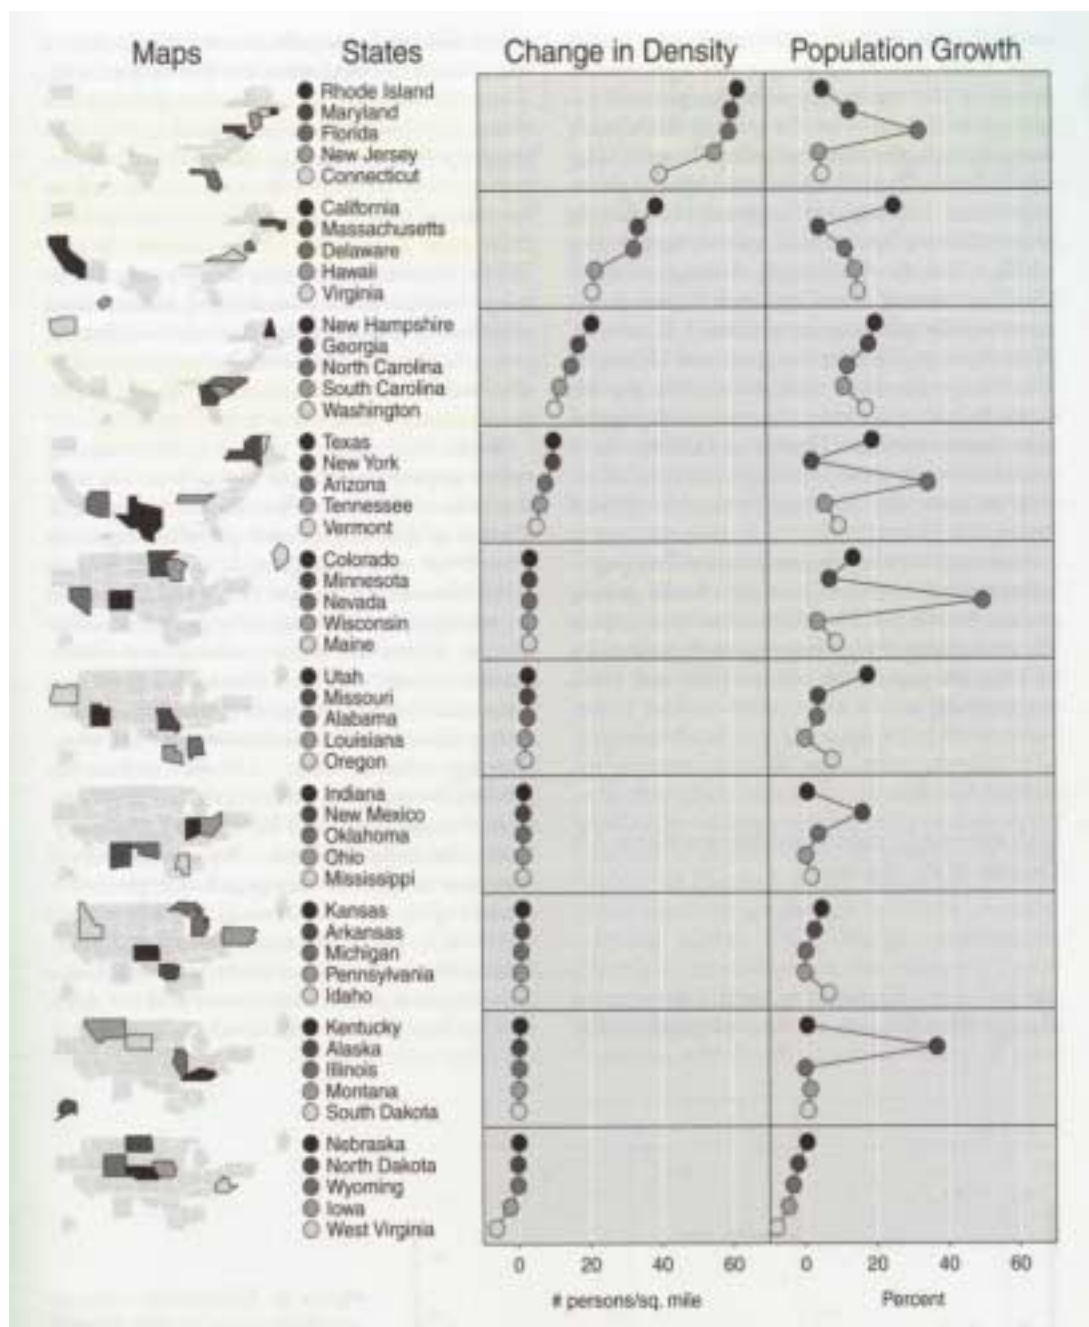 Maps States Change in Density Population Growth
Rhode Island
Maryland
Florida
New Jersey
Connecticut
California
Massachusetts
Delaware
Hawaii
Virginia
New Hampshire
Georgia
North Carolina
South Carolina
Washington
Texas
New York
Arizona
Tennessee
Vermont
Colorado
Minnesota
Nevada
Wisconsin
Maine
Utah
Missouri
Alabama
Louisiana
Oregon
Indiana
New Mexico
Oklahoma
Ohio
Mississippi
Kansas
Arkansas
Michigan
Pennsylvania
Idaho
Kentucky
Alaska
Illinois
Montana
South Dakota
Nebraska
North Dakota
Wyoming
Iowa
West Virginia
0 20 40 60 0 20 40 60
# persons/sq. mile Percent